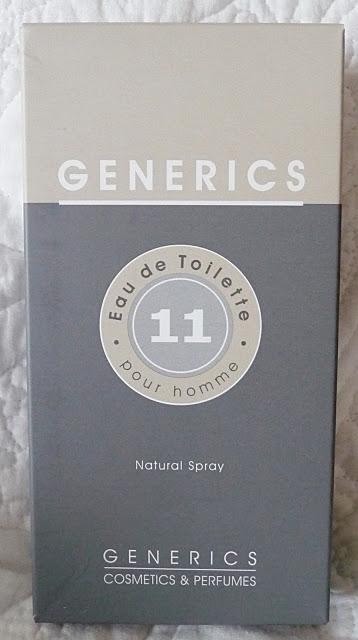 GENERICS
Eau de Toilette
11
• pour homme •
Natural Spray
GENERICS
COSMETICS & PERFUMES